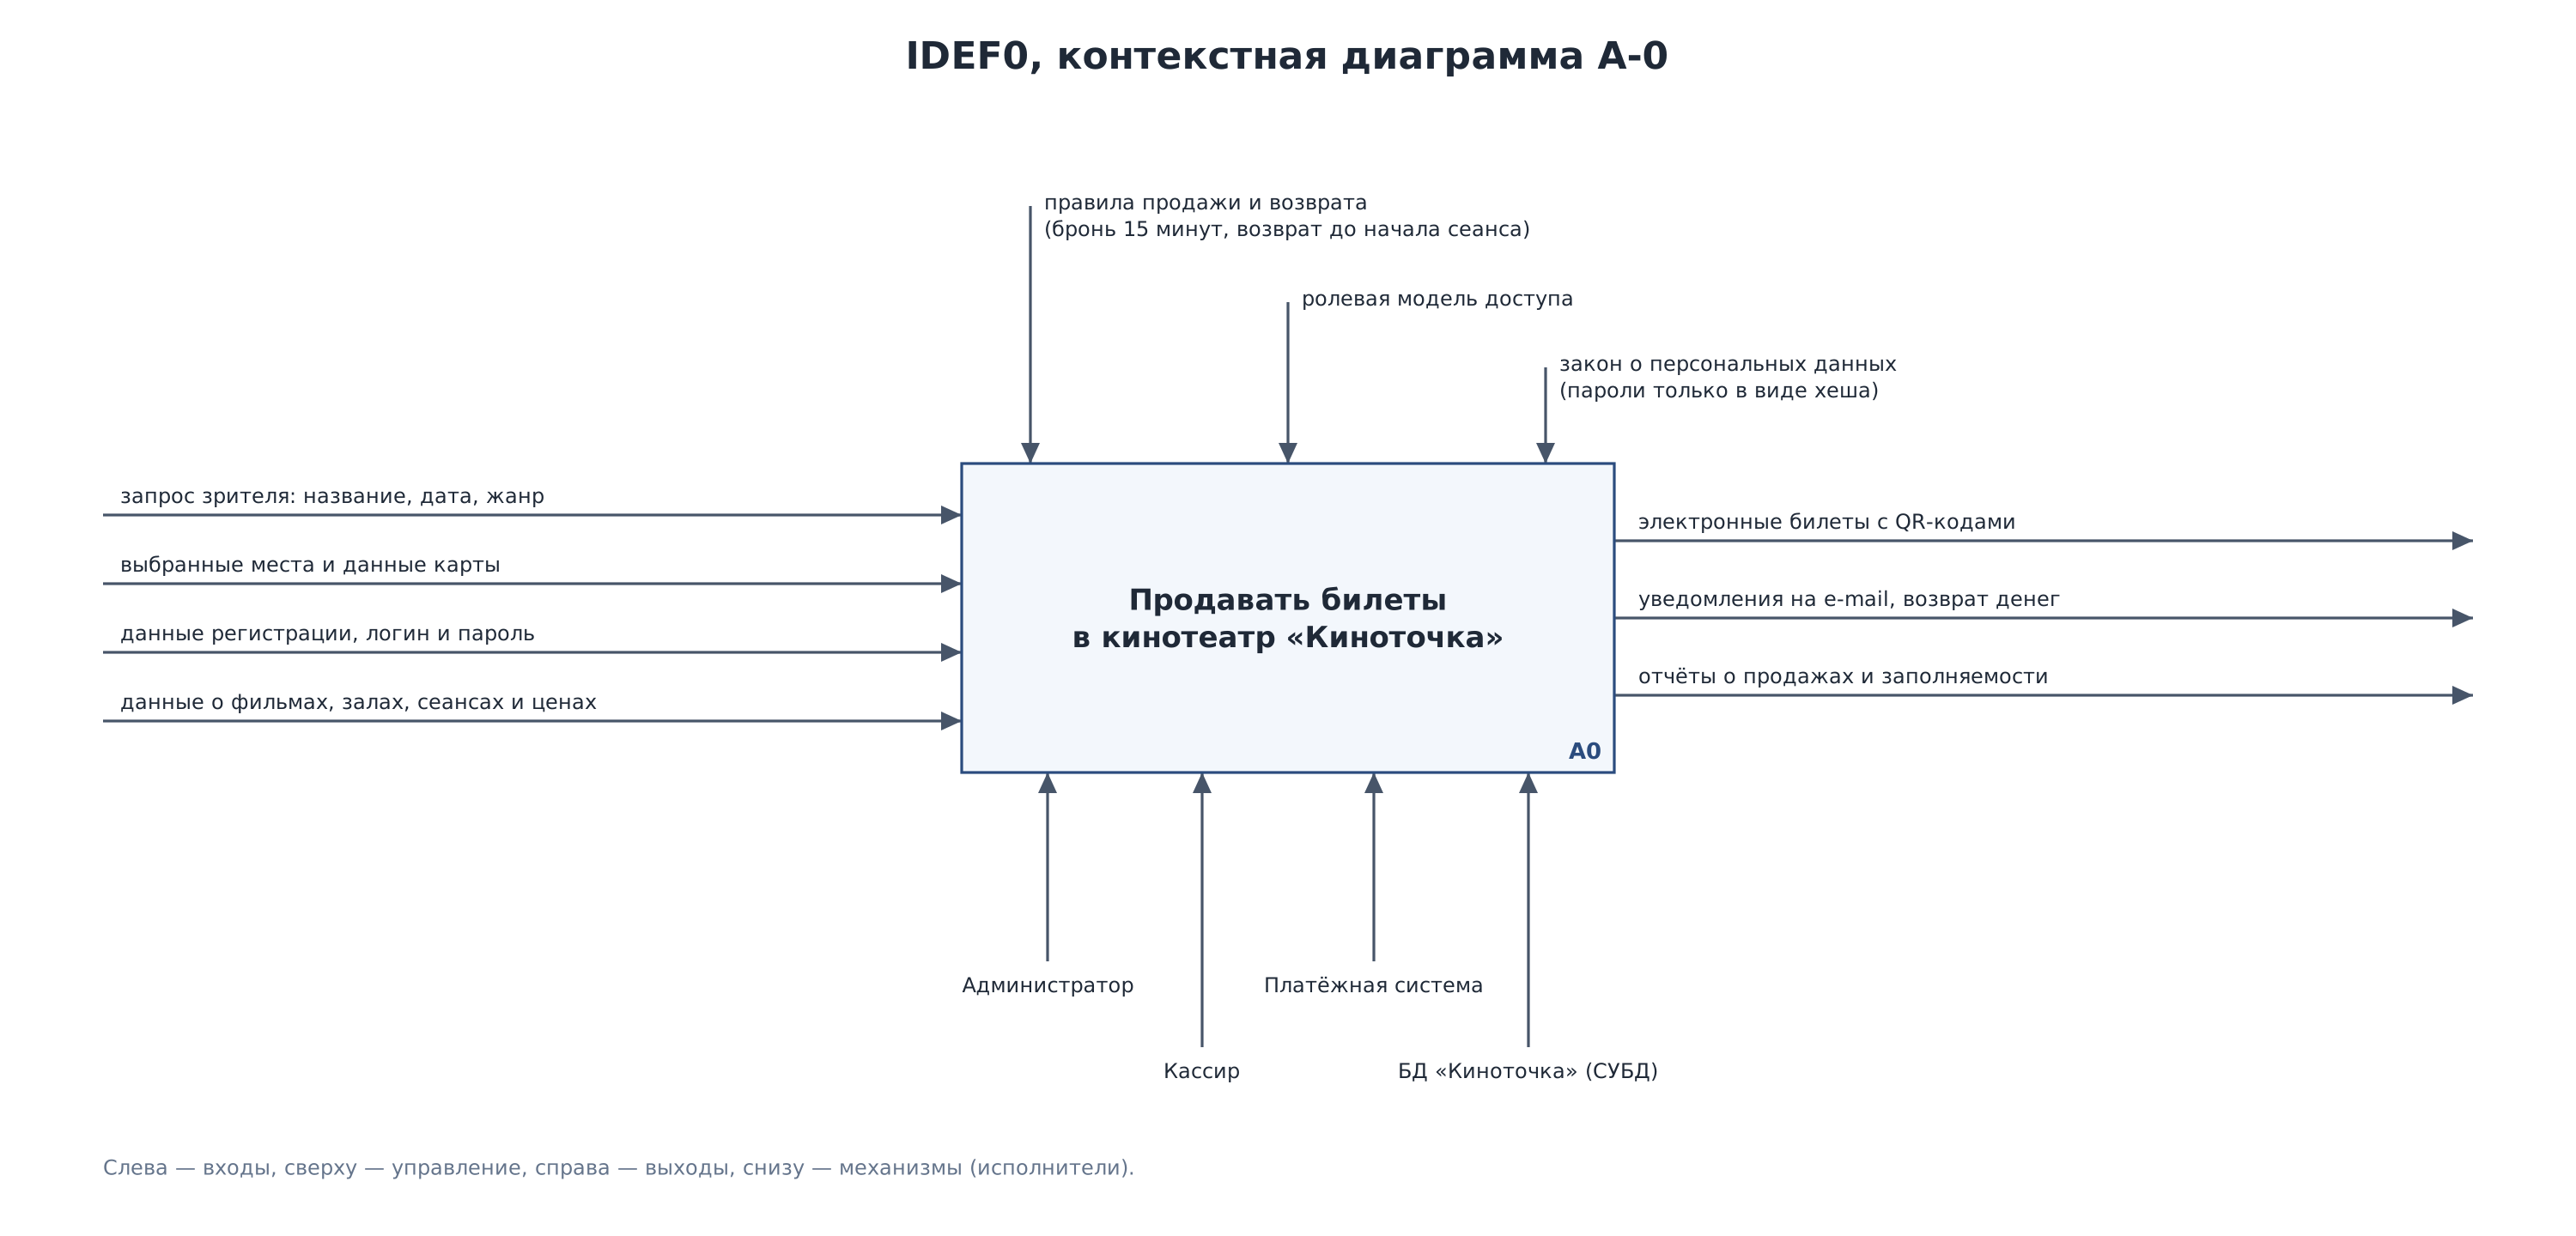 IDEF0, контекстная диаграмма А-0
правила продажи и возврата
(бронь 15 минут, возврат до начала сеанса)
ролевая модель доступа
закон о персональных данных
(пароли только в виде хеша)
запрос зрителя: название, дата, жанр
выбранные места и данные карты
данные регистрации, логин и пароль
данные о фильмах, залах, сеансах и ценах
Продавать билеты
в кинотеатр «Киноточка»
А0
электронные билеты с QR-кодами
уведомления на e-mail, возврат денег
отчёты о продажах и заполняемости
Администратор
Платёжная система
Кассир
БД «Киноточка» (СУБД)
Слева — входы, сверху — управление, справа — выходы, снизу — механизмы (исполнители).